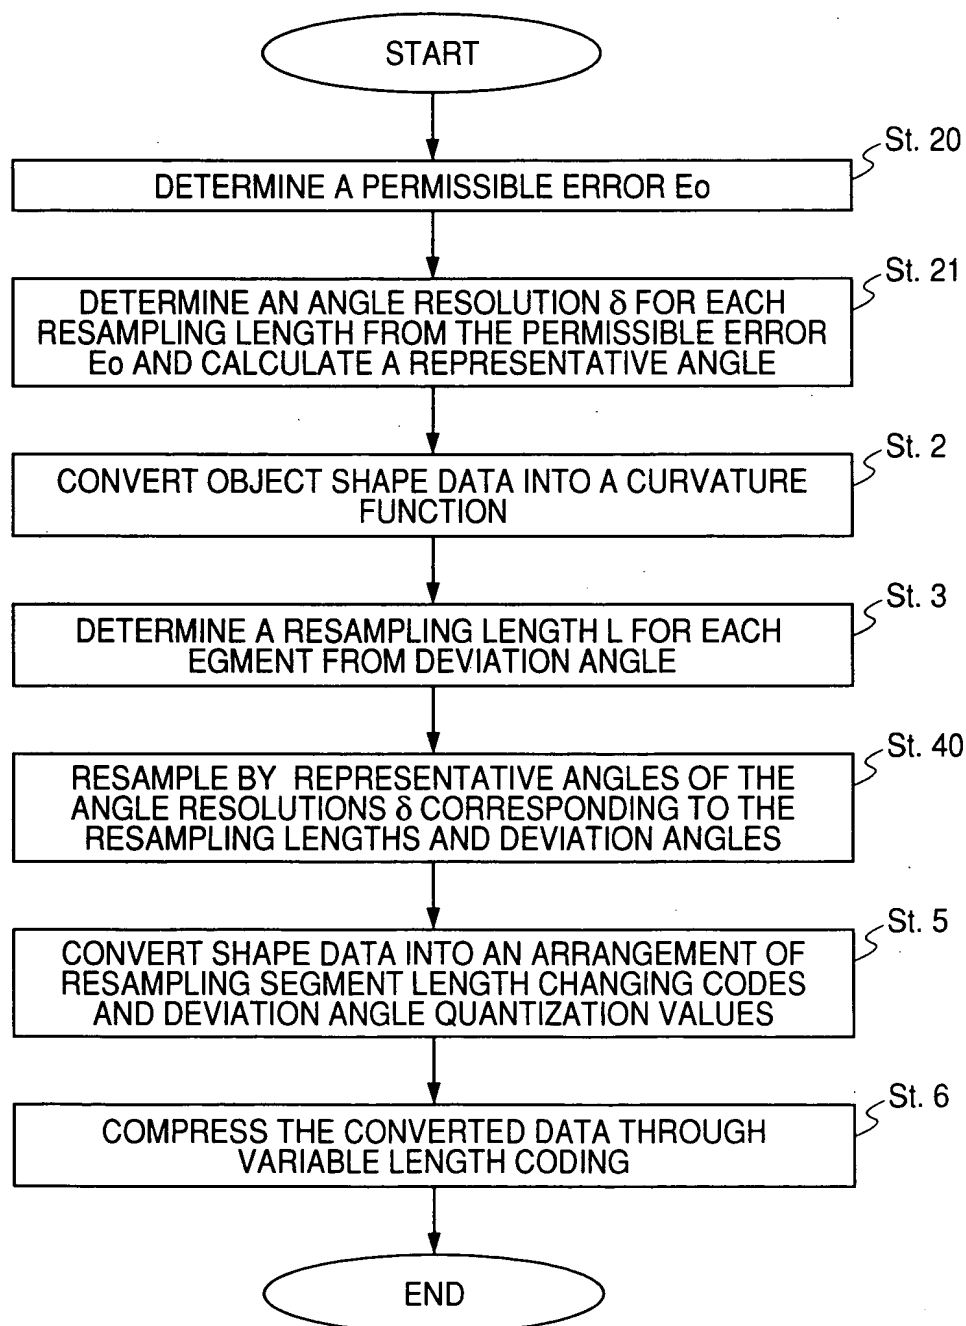 START
St. 20
DETERMINE A PERMISSIBLE ERROR Eo
St. 21
DETERMINE AN ANGLE RESOLUTION δ FOR EACH
RESAMPLING LENGTH FROM THE PERMISSIBLE ERROR
Eo AND CALCULATE A REPRESENTATIVE ANGLE
St. 2
CONVERT OBJECT SHAPE DATA INTO A CURVATURE
FUNCTION
St. 3
DETERMINE A RESAMPLING LENGTH L FOR EACH
EGMENT FROM DEVIATION ANGLE
St. 40
RESAMPLE BY REPRESENTATIVE ANGLES OF THE
ANGLE RESOLUTIONS δ CORRESPONDING TO THE
RESAMPLING LENGTHS AND DEVIATION ANGLES
St. 5
CONVERT SHAPE DATA INTO AN ARRANGEMENT OF
RESAMPLING SEGMENT LENGTH CHANGING CODES
AND DEVIATION ANGLE QUANTIZATION VALUES
St. 6
COMPRESS THE CONVERTED DATA THROUGH
VARIABLE LENGTH CODING
END